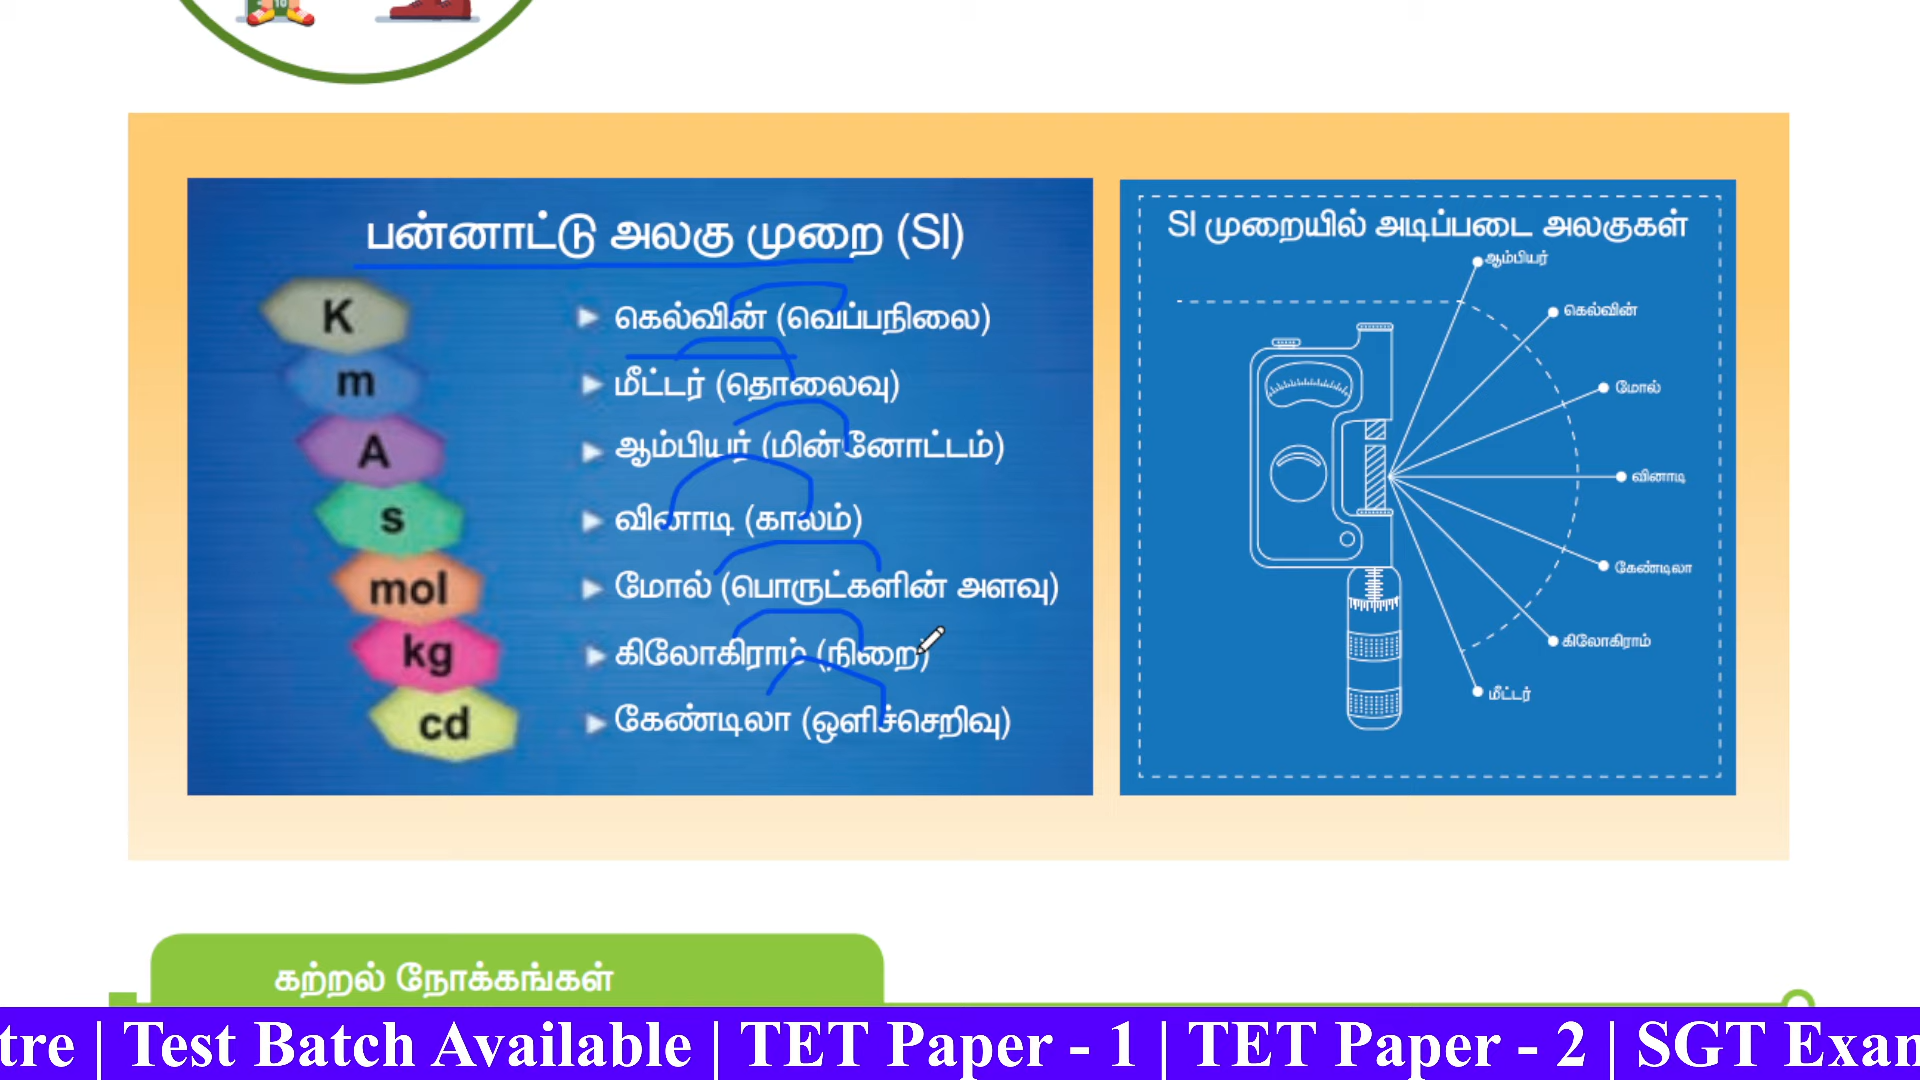 பன்னாட்டு அலகு முறை (SI)
K
கெல்வின் (வெப்பநிலை)
m
மீட்டர் (தொலைவு)
A
ஆம்பியர் (மின்னோட்டம்)
s
வினாடி (காலம்)
mol
மோல் (பொருட்களின் அளவு)
kg
கிலோகிராம் (நிறை)
cd
கேண்டிலா (ஒளிச்செறிவு)
SI முறையில் அடிப்படை அலகுகள்
ஆம்பியர்
கெல்வின்
மோல்
வினாடி
கேண்டிலா
கிலோகிராம்
மீட்டர்
கற்றல் நோக்கங்கள்
tre | Test Batch Available | TET Paper - 1 | TET Paper - 2 | SGT Exan